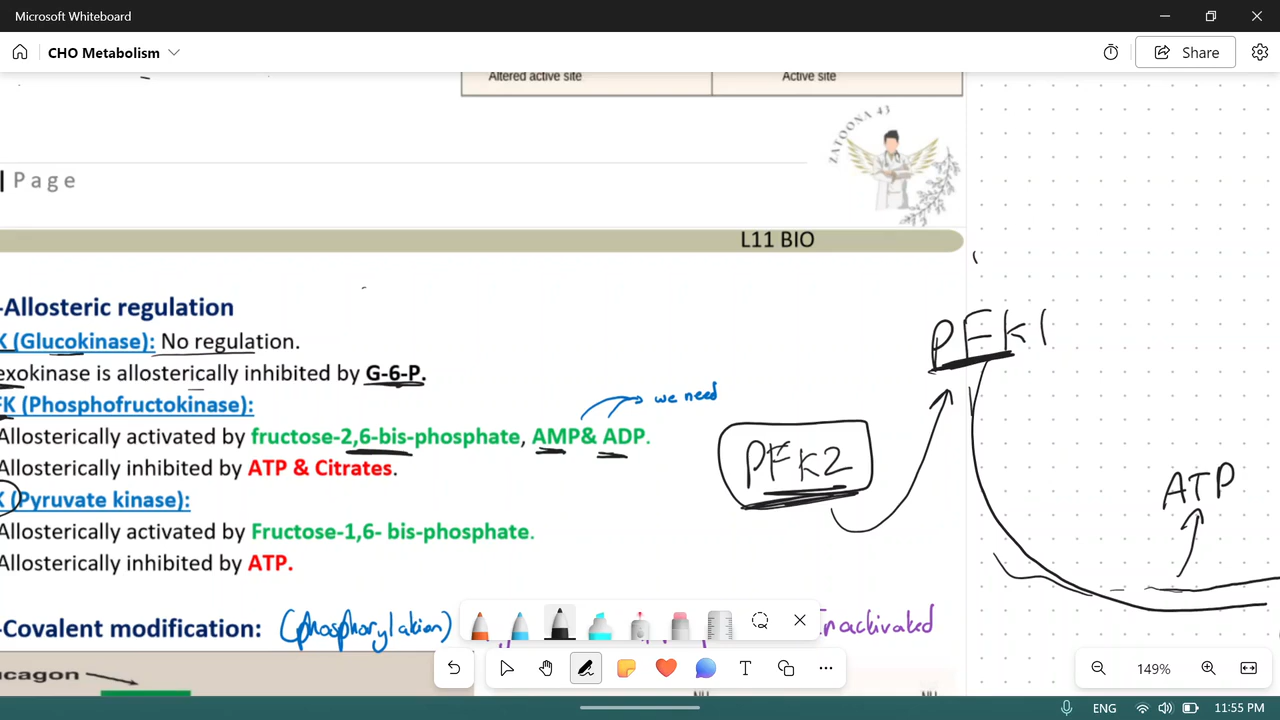 Microsoft Whiteboard
CHO Metabolism
Share
Altered active site
Active site
ZATOONA 43
| Page
L11 BIO
-Allosteric regulation
K (Glucokinase): No regulation.
exokinase is allosterically inhibited by G-6-P.
FK (Phosphofructokinase):
we need
Allosterically activated by fructose-2,6-bis-phosphate, AMP& ADP.
Allosterically inhibited by ATP & Citrates.
K (Pyruvate kinase):
Allosterically activated by Fructose-1,6- bis-phosphate.
Allosterically inhibited by ATP.
PFK1
PFK2
ATP
-Covalent modification: (phosphorylation)
Inactivated
ucagon
149%
ENG
11:55 PM